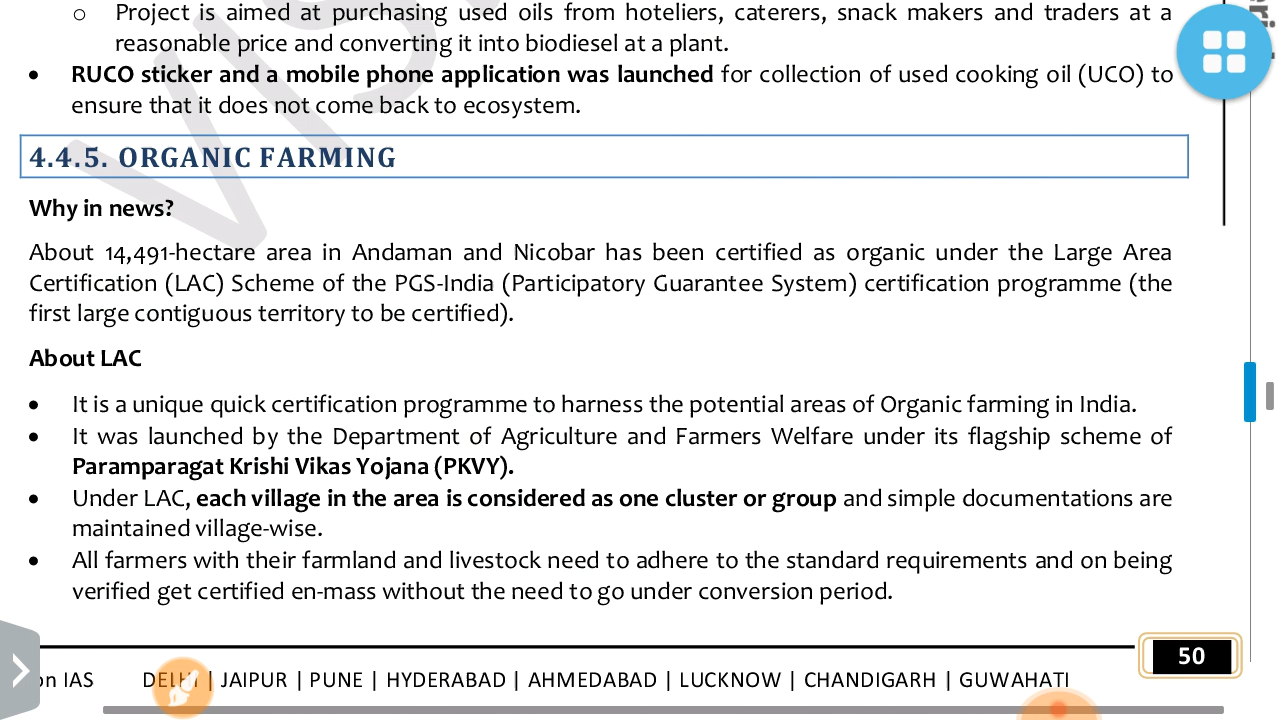 o Project is aimed at purchasing used oils from hoteliers, caterers, snack makers and traders at a
reasonable price and converting it into biodiesel at a plant.
• RUCO sticker and a mobile phone application was launched for collection of used cooking oil (UCO) to
ensure that it does not come back to ecosystem.
4.4.5. ORGANIC FARMING
Why in news?
About 14,491-hectare area in Andaman and Nicobar has been certified as organic under the Large Area
Certification (LAC) Scheme of the PGS-India (Participatory Guarantee System) certification programme (the
first large contiguous territory to be certified).
About LAC
• It is a unique quick certification programme to harness the potential areas of Organic farming in India.
• It was launched by the Department of Agriculture and Farmers Welfare under its flagship scheme of
Paramparagat Krishi Vikas Yojana (PKVY).
• Under LAC, each village in the area is considered as one cluster or group and simple documentations are
maintained village-wise.
• All farmers with their farmland and livestock need to adhere to the standard requirements and on being
verified get certified en-mass without the need to go under conversion period.
50
on IAS DELHI | JAIPUR | PUNE | HYDERABAD | AHMEDABAD | LUCKNOW | CHANDIGARH | GUWAHATI